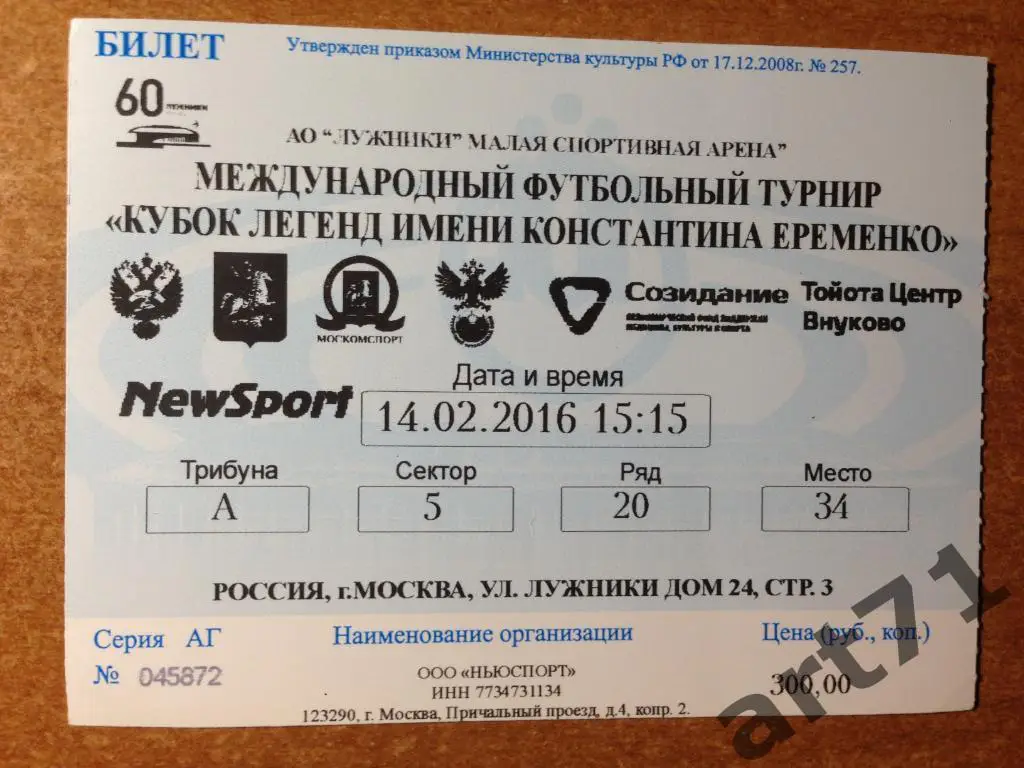 БИЛЕТ
Утвержден приказом Министерства культуры РФ от 17.12.2008г. № 257.
60 ЛУЖНИКИ
АО "ЛУЖНИКИ" МАЛАЯ СПОРТИВНАЯ АРЕНА"
МЕЖДУНАРОДНЫЙ ФУТБОЛЬНЫЙ ТУРНИР
«КУБОК ЛЕГЕНД ИМЕНИ КОНСТАНТИНА ЕРЕМЕНКО»
МОСКОМСПОРТ
Созидание
Тойота Центр
Внуково
NewSport
Дата и время
14.02.2016 15:15
Трибуна Сектор Ряд Место
А 5 20 34
РОССИЯ, г.МОСКВА, УЛ. ЛУЖНИКИ ДОМ 24, СТР. 3
Серия АГ Наименование организации Цена (руб., коп.)
№ 045872
ООО «НЬЮСПОРТ»
300,00
ИНН 7734731134
123290, г. Москва, Причальный проезд, д.4, копр. 2.
art71